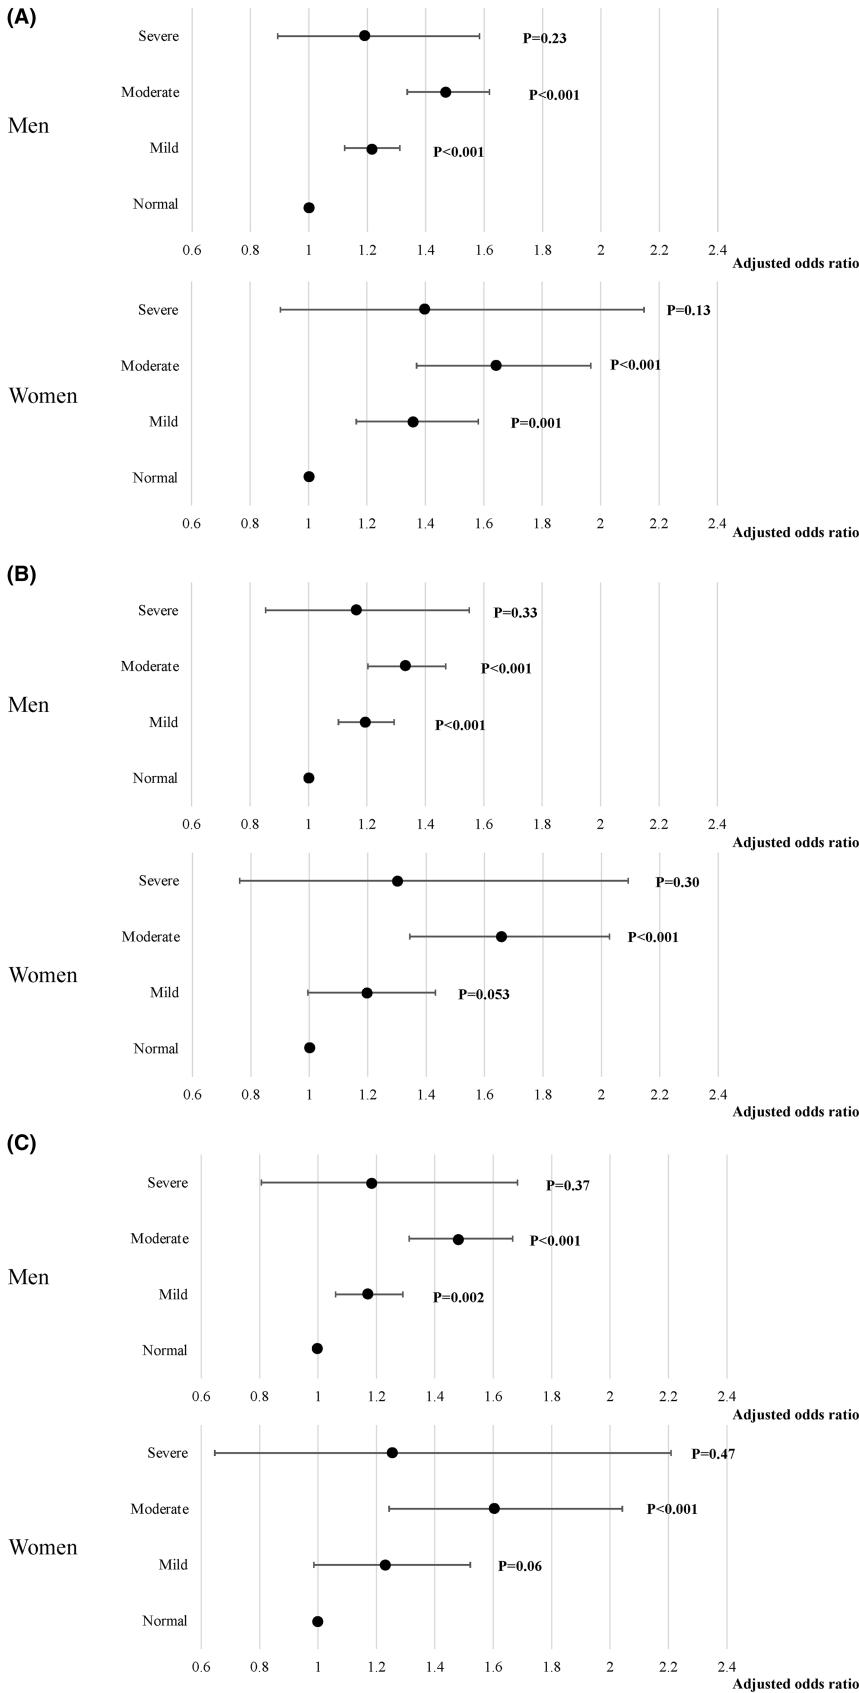 (A)
Severe
P=0.23
Moderate
P<0.001
Men
Mild
P<0.001
Normal
0.6 0.8 1 1.2 1.4 1.6 1.8 2 2.2 2.4
Adjusted odds ratio
Severe
P=0.13
Moderate
P<0.001
Women
Mild
P=0.001
Normal
0.6 0.8 1 1.2 1.4 1.6 1.8 2 2.2 2.4
Adjusted odds ratio
(B)
Severe
P=0.33
Moderate
P<0.001
Men
Mild
P<0.001
Normal
0.6 0.8 1 1.2 1.4 1.6 1.8 2 2.2 2.4
Adjusted odds ratio
Severe
P=0.30
Moderate
P<0.001
Women
Mild
P=0.053
Normal
0.6 0.8 1 1.2 1.4 1.6 1.8 2 2.2 2.4
Adjusted odds ratio
(C)
Severe
P=0.37
Moderate
P<0.001
Men
Mild
P=0.002
Normal
0.6 0.8 1 1.2 1.4 1.6 1.8 2 2.2 2.4
Adjusted odds ratio
Severe
P=0.47
Moderate
P<0.001
Women
Mild
P=0.06
Normal
0.6 0.8 1 1.2 1.4 1.6 1.8 2 2.2 2.4
Adjusted odds ratio